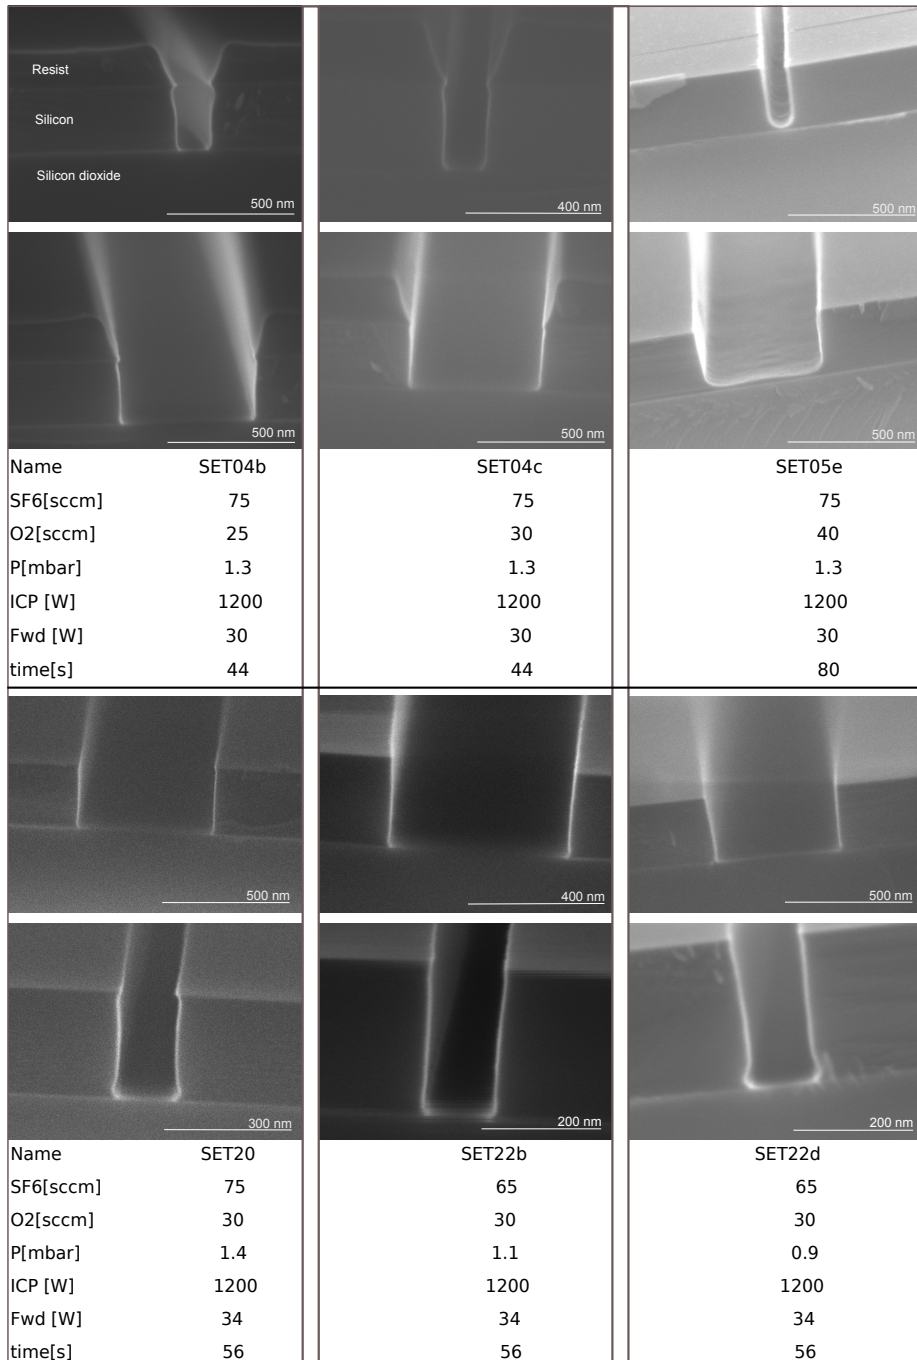 Resist
Silicon
Silicon dioxide
500 nm
400 nm
500 nm
500 nm
500 nm
500 nm
Name SET04b SET04c SET05e
SF6[sccm] 75 75 75
O2[sccm] 25 30 40
P[mbar] 1.3 1.3 1.3
ICP [W] 1200 1200 1200
Fwd [W] 30 30 30
time[s] 44 44 80
500 nm
400 nm
500 nm
300 nm
200 nm
200 nm
Name SET20 SET22b SET22d
SF6[sccm] 75 65 65
O2[sccm] 30 30 30
P[mbar] 1.4 1.1 0.9
ICP [W] 1200 1200 1200
Fwd [W] 34 34 34
time[s] 56 56 56